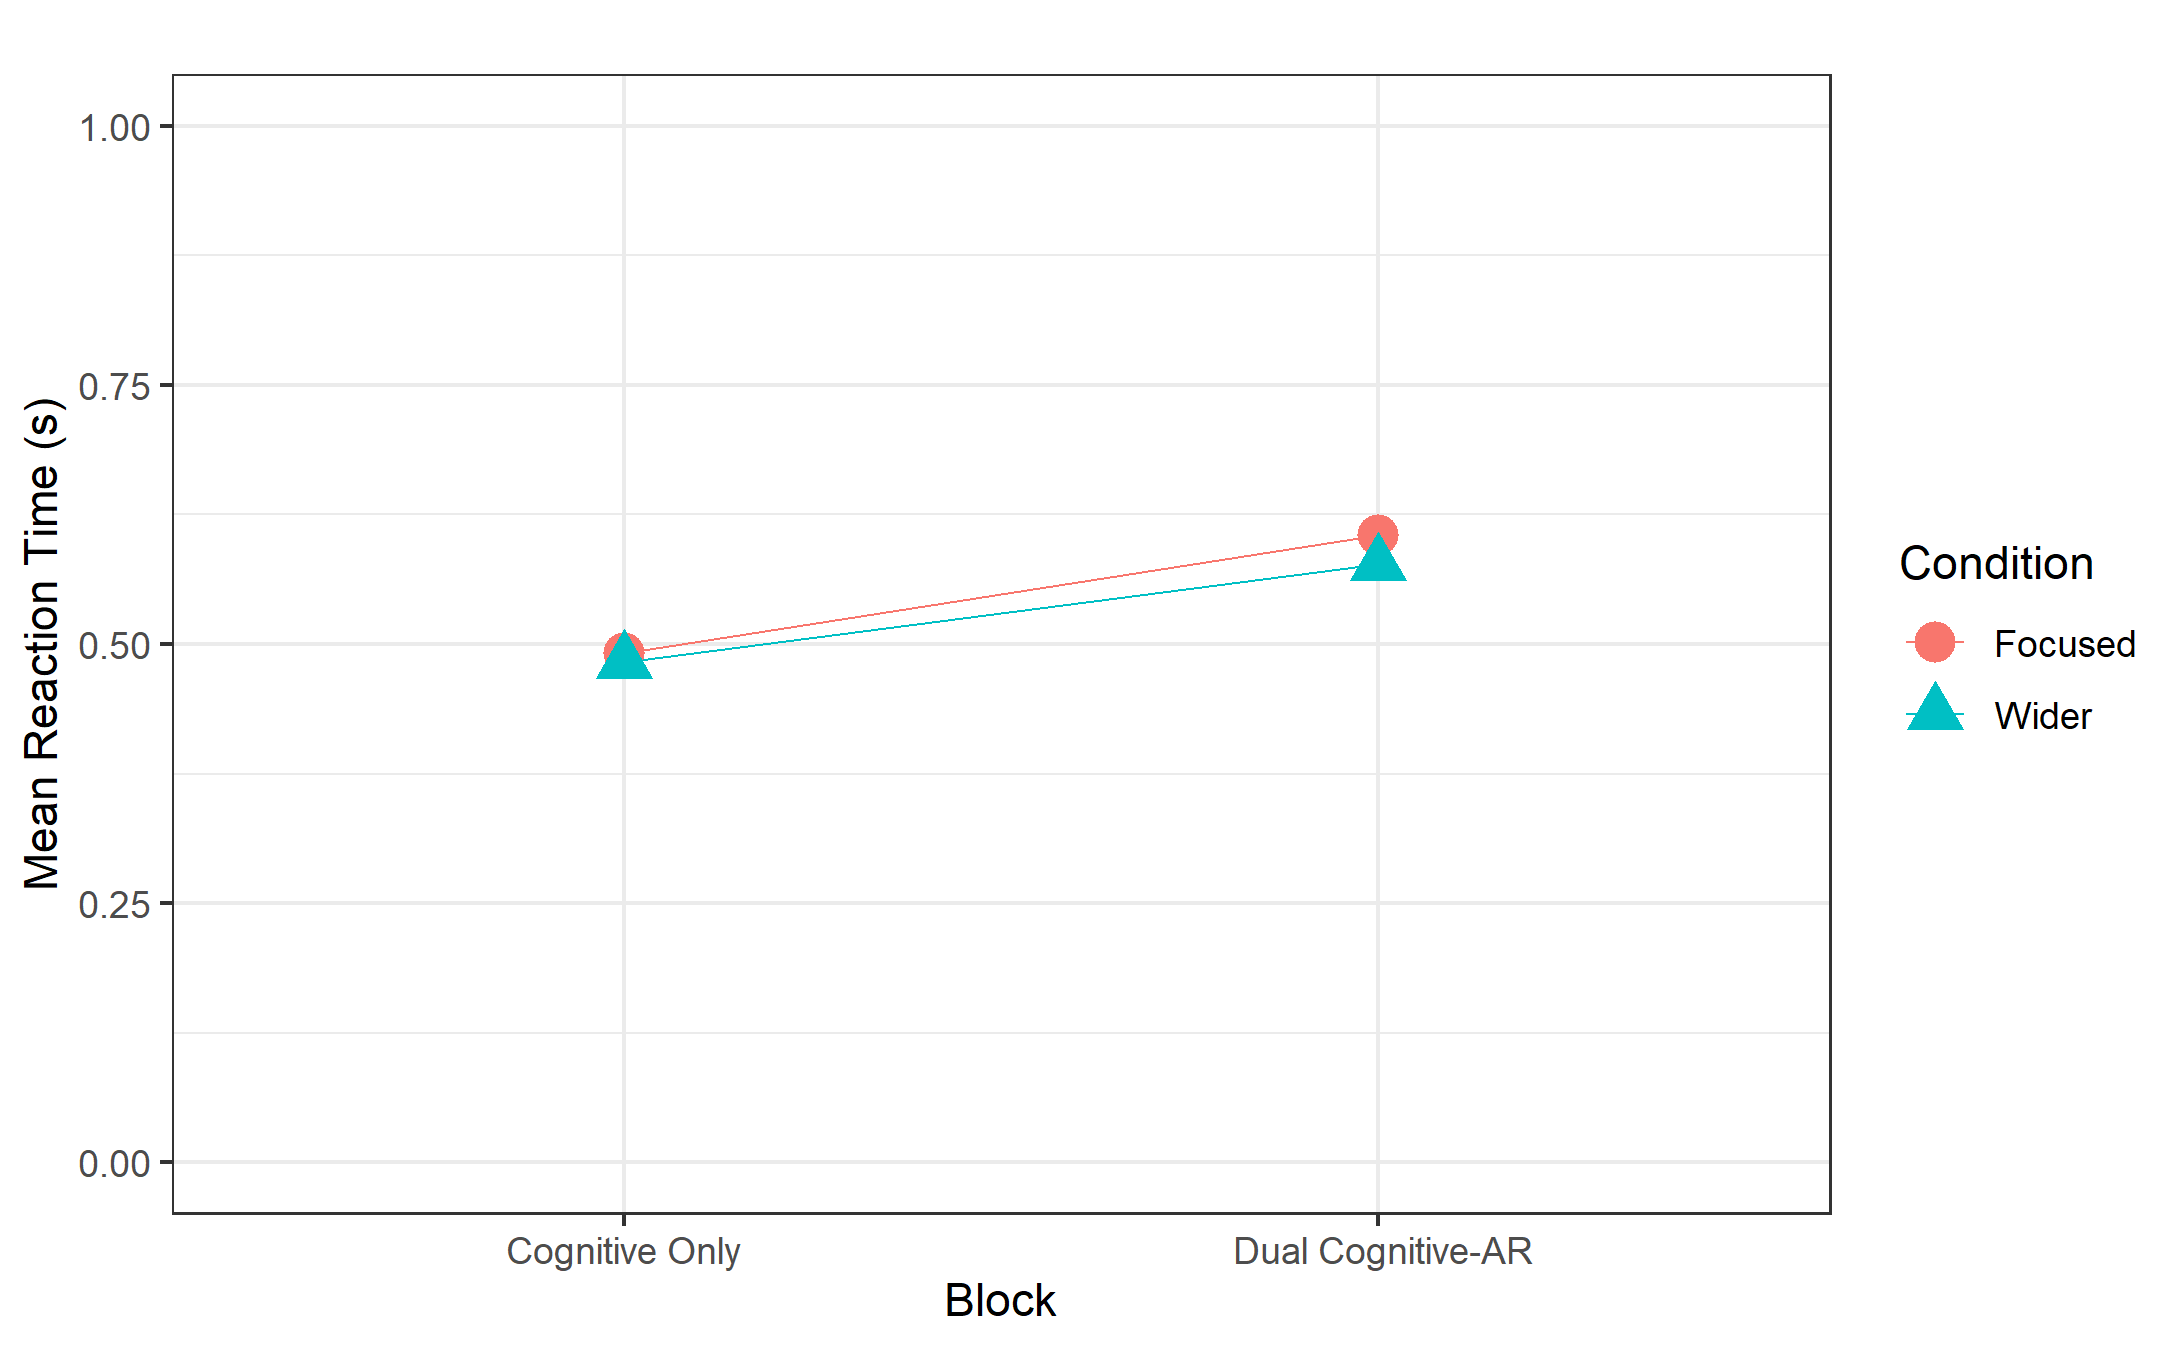 Mean Reaction Time (s)
1.00
0.75
0.50
0.25
0.00
Cognitive Only
Dual Cognitive-AR
Block
Condition
Focused
Wider